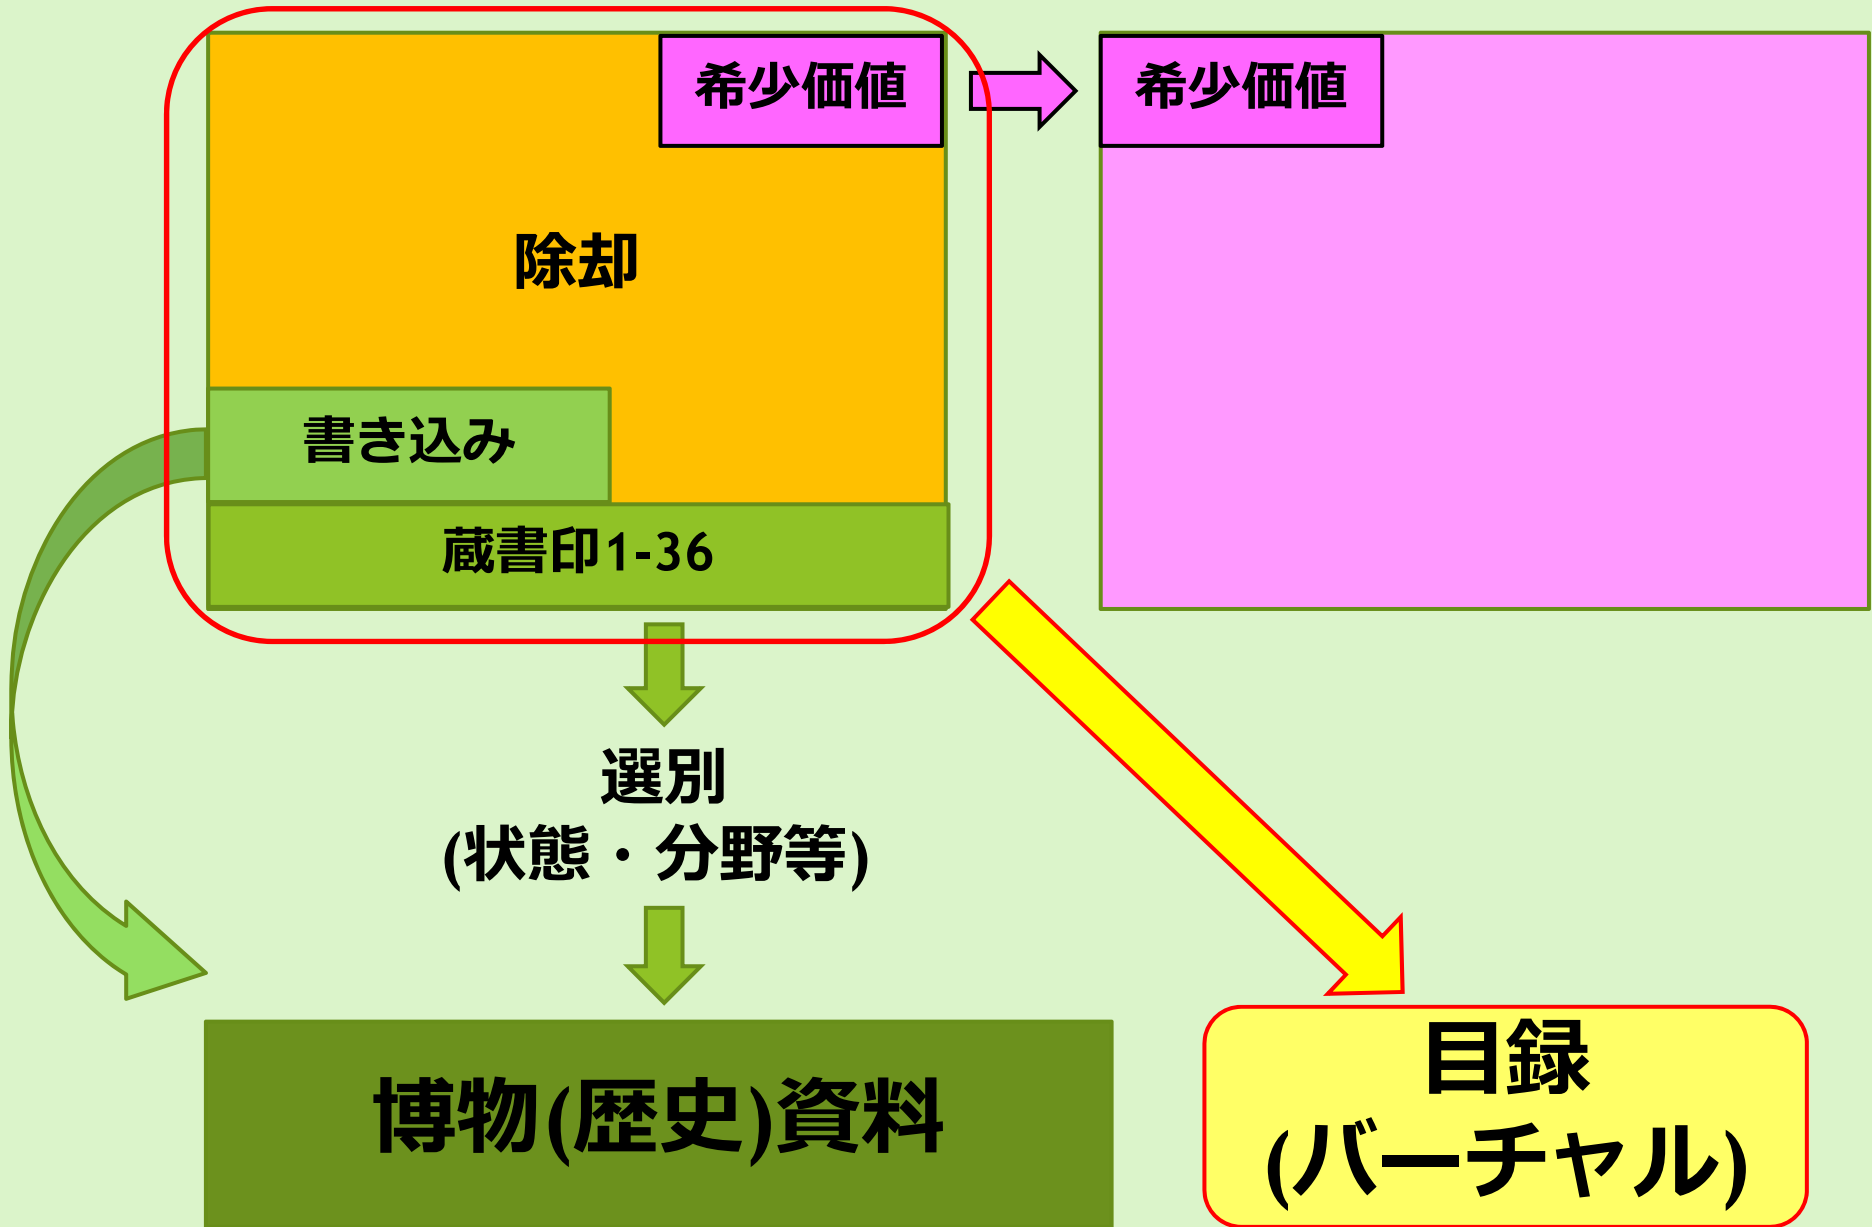 希少価値
希少価値
除却
書き込み
蔵書印1-36
選別
(状態・分野等)
博物(歴史)資料
目録
(バーチャル)